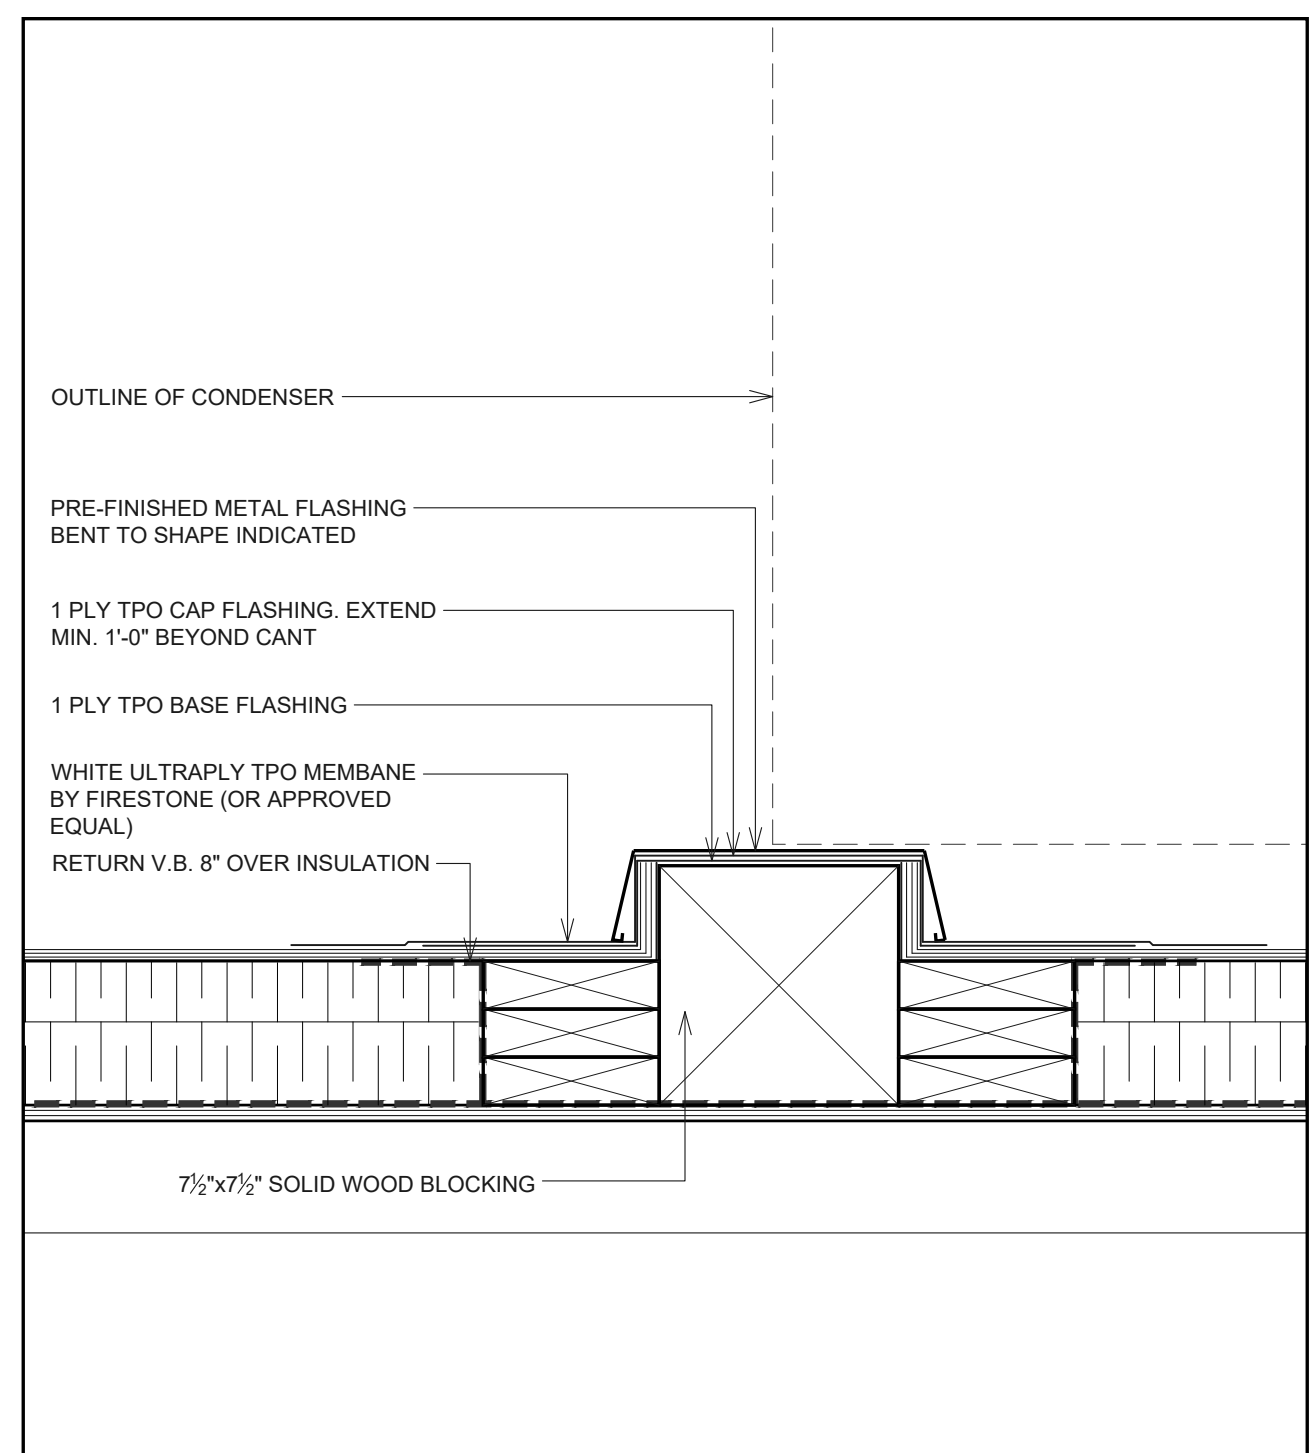 OUTLINE OF CONDENSER
PRE-FINISHED METAL FLASHING
BENT TO SHAPE INDICATED
1 PLY TPO CAP FLASHING. EXTEND
MIN. 1'-0" BEYOND CANT
1 PLY TPO BASE FLASHING
WHITE ULTRAPLY TPO MEMBANE
BY FIRESTONE (OR APPROVED
EQUAL)
RETURN V.B. 8" OVER INSULATION
7½"x7½" SOLID WOOD BLOCKING